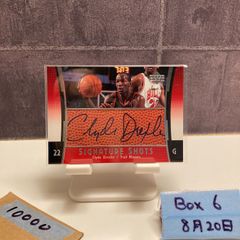 Clyde Drexler
SIGNATURE SHOTS
22
G
Clyde Drexler / Trail Blazers
10000
Box 6
8月20日